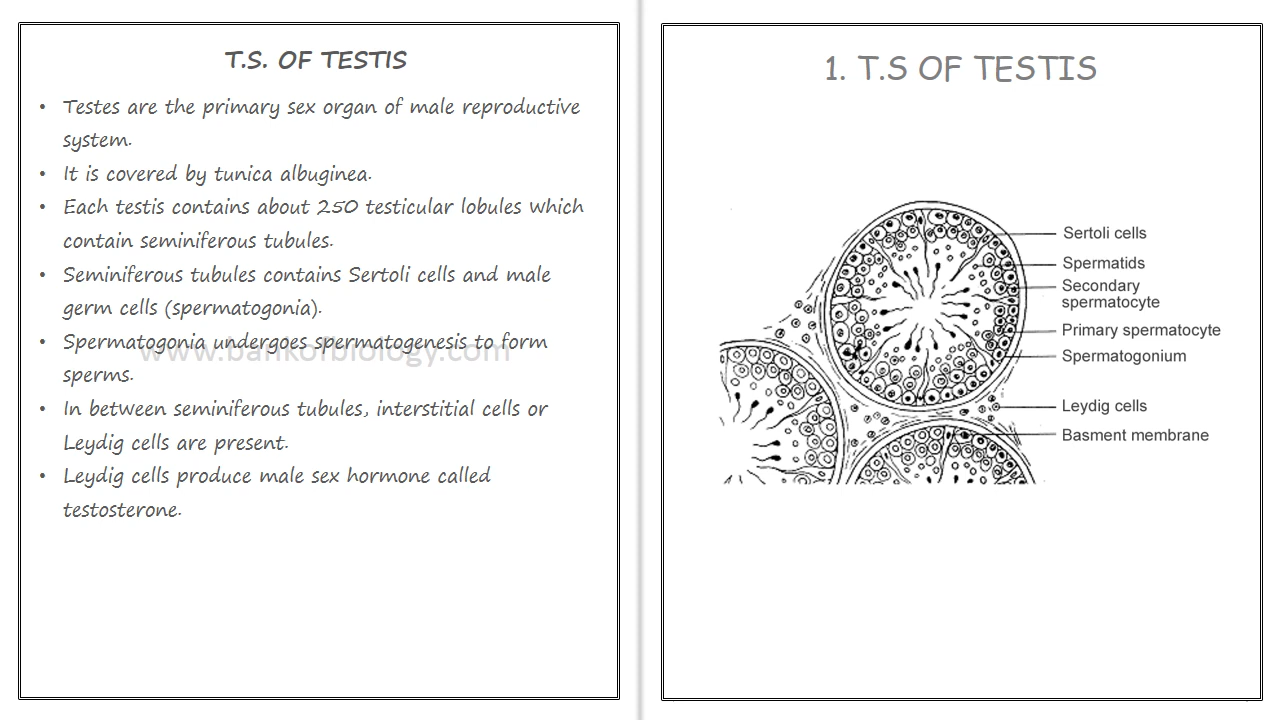 T.S. OF TESTIS
• Testes are the primary sex organ of male reproductive
system.
• It is covered by tunica albuginea.
• Each testis contains about 250 testicular lobules which
contain seminiferous tubules.
• Seminiferous tubules contains Sertoli cells and male
germ cells (spermatogonia).
• Spermatogonia undergoes spermatogenesis to form
sperms.
• In between seminiferous tubules, interstitial cells or
Leydig cells are present.
• Leydig cells produce male sex hormone called
testosterone.
www.bankofbiology.com
1. T.S OF TESTIS
Sertoli cells
Spermatids
Secondary
spermatocyte
Primary spermatocyte
Spermatogonium
Leydig cells
Basment membrane